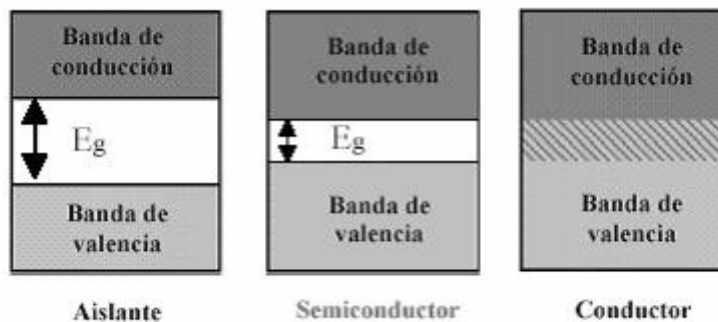 Banda de
conducción
Eg
Banda de
valencia
Aislante
Banda de
conducción
Eg
Banda de
valencia
Semiconductor
Banda de
conducción
Banda de
valencia
Conductor